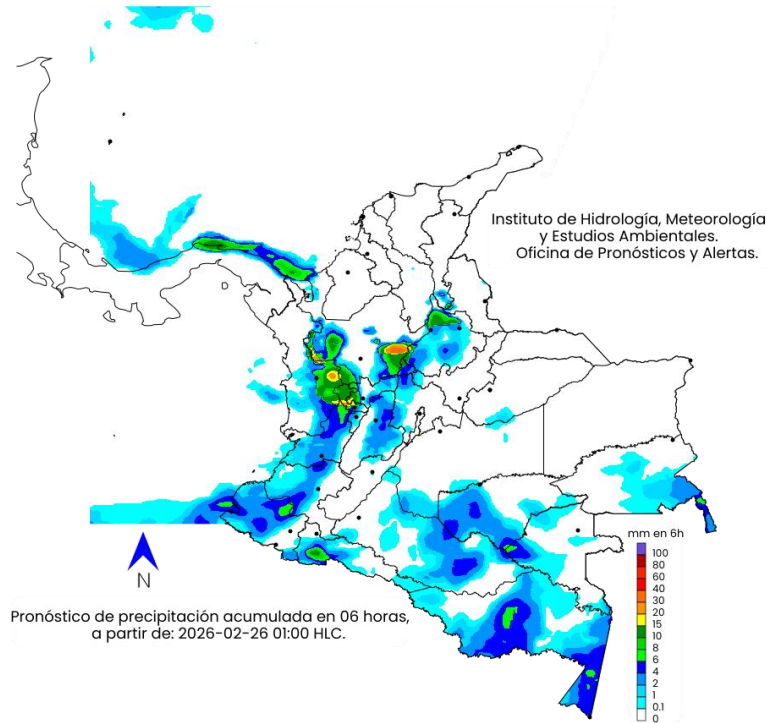 Instituto de Hidrología, Meteorología
y Estudios Ambientales.
Oficina de Pronósticos y Alertas.
mm en 6h
100
80
60
40
30
20
15
10
8
6
4
2
1
0.1
0
N
Pronóstico de precipitación acumulada en 06 horas,
a partir de: 2026-02-26 01:00 HLC.